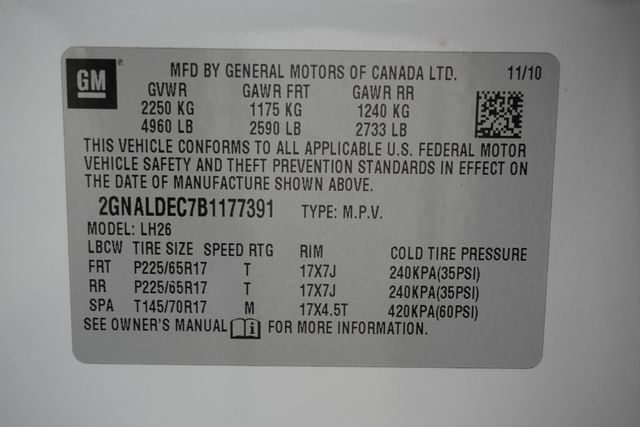 GM
MFD BY GENERAL MOTORS OF CANADA LTD. 11/10
GVWR GAWR FRT GAWR RR
2250 KG 1175 KG 1240 KG
4960 LB 2590 LB 2733 LB
THIS VEHICLE CONFORMS TO ALL APPLICABLE U.S. FEDERAL MOTOR
VEHICLE SAFETY AND THEFT PREVENTION STANDARDS IN EFFECT ON
THE DATE OF MANUFACTURE SHOWN ABOVE.
2GNALDEC7B1177391 TYPE: M.P.V.
MODEL: LH26
LBCW TIRE SIZE SPEED RTG RIM COLD TIRE PRESSURE
FRT P225/65R17 T 17X7J 240KPA(35PSI)
RR P225/65R17 T 17X7J 240KPA(35PSI)
SPA T145/70R17 M 17X4.5T 420KPA(60PSI)
SEE OWNER'S MANUAL i FOR MORE INFORMATION.